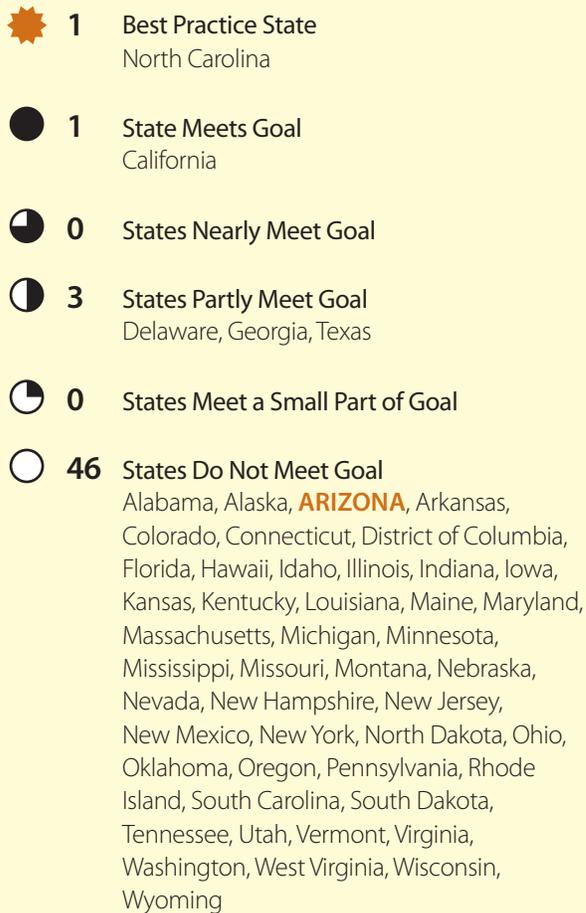 1 Best Practice State
North Carolina
1 State Meets Goal
California
0 States Nearly Meet Goal
3 States Partly Meet Goal
Delaware, Georgia, Texas
0 States Meet a Small Part of Goal
46 States Do Not Meet Goal
Alabama, Alaska, ARIZONA, Arkansas,
Colorado, Connecticut, District of Columbia,
Florida, Hawaii, Idaho, Illinois, Indiana, Iowa,
Kansas, Kentucky, Louisiana, Maine, Maryland,
Massachusetts, Michigan, Minnesota,
Mississippi, Missouri, Montana, Nebraska,
Nevada, New Hampshire, New Jersey,
New Mexico, New York, North Dakota, Ohio,
Oklahoma, Oregon, Pennsylvania, Rhode
Island, South Carolina, South Dakota,
Tennessee, Utah, Vermont, Virginia,
Washington, West Virginia, Wisconsin,
Wyoming